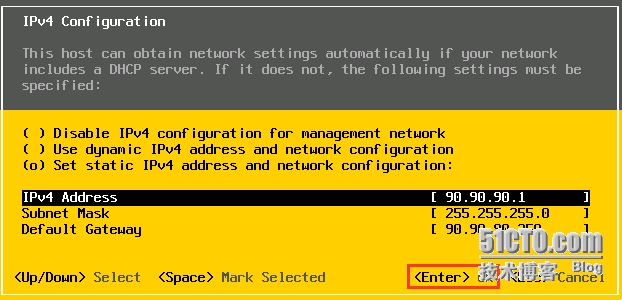 IPv4 Configuration
This host can obtain network settings automatically if your network
includes a DHCP server. If it does not, the following settings must be
specified:
( ) Disable IPv4 configuration for management network
( ) Use dynamic IPv4 address and network configuration
(o) Set static IPv4 address and network configuration:
IPv4 Address [ 90.90.90.1 ]
Subnet Mask [ 255.255.255.0 ]
Default Gateway [ 90.90.
51CTO.com
技术博客 Blog
<Up/Down> Select <Space> Mark Selected <Enter> Cancel